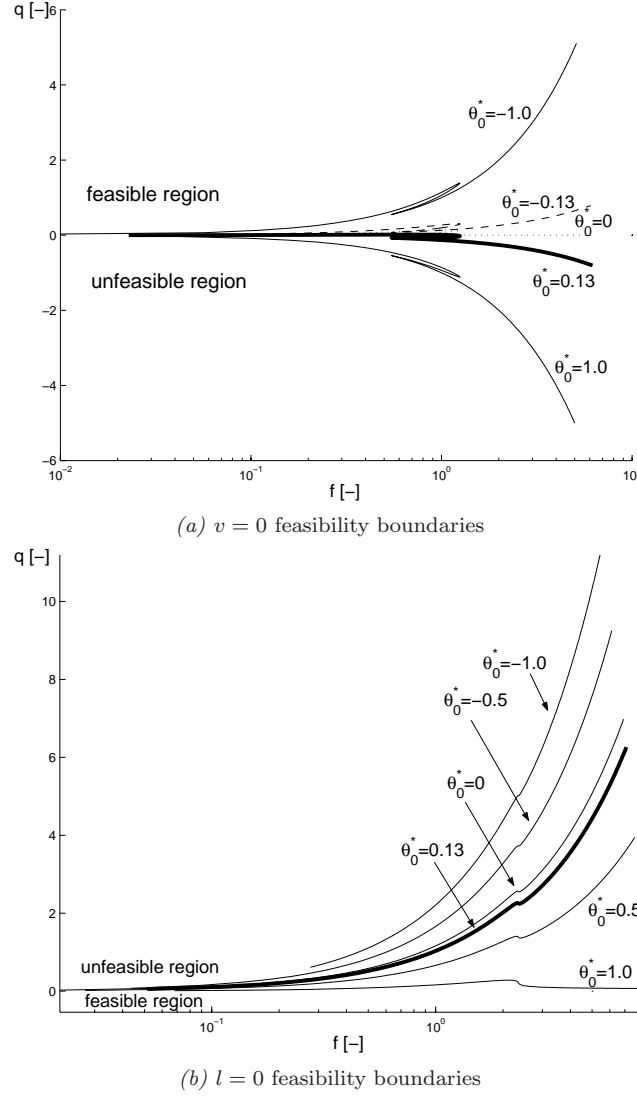 q [–]
6
4
2
0
−2
−4
−6
θ*0=−1.0
θ*0=−0.13
θ*0=0
θ*0=0.13
θ*0=1.0
feasible region
unfeasible region
10−2
10−1
100
10
f [–]
(a) v = 0 feasibility boundaries
q [–]
10
8
6
4
2
0
θ*0=−1.0
θ*0=−0.5
θ*0=0
θ*0=0.13
θ*0=0.5
θ*0=1.0
unfeasible region
feasible region
10−1
100
f [–]
(b) l = 0 feasibility boundaries